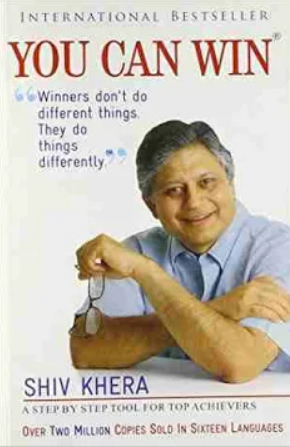 INTERNATIONAL BESTSELLER
YOU CAN WIN®
“Winners don't do
different things.
They do
things
differently.”
SHIV KHERA
A STEP BY STEP TOOL FOR TOP ACHIEVERS
OVER TWO MILLION COPIES SOLD IN SIXTEEN LANGUAGES